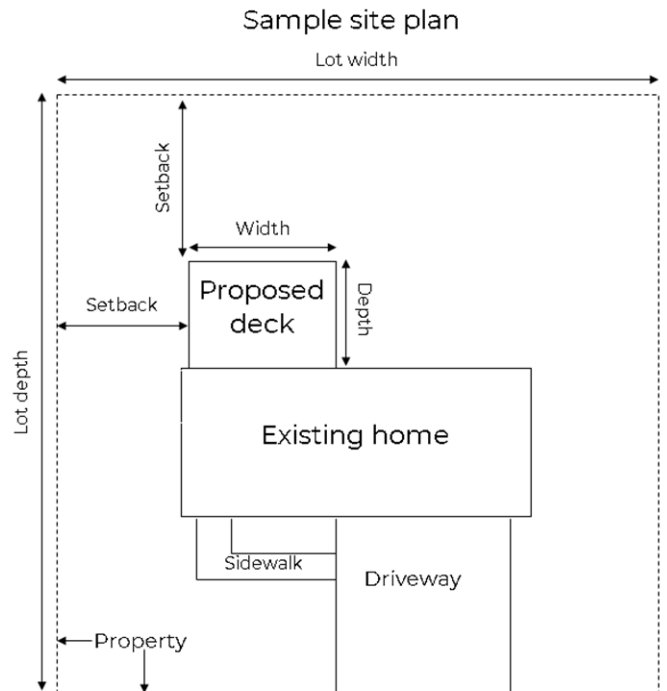 Sample site plan
Lot width
Setback
Width
Proposed
deck
Depth
Setback
Lot depth
Existing home
Sidewalk
Driveway
Property